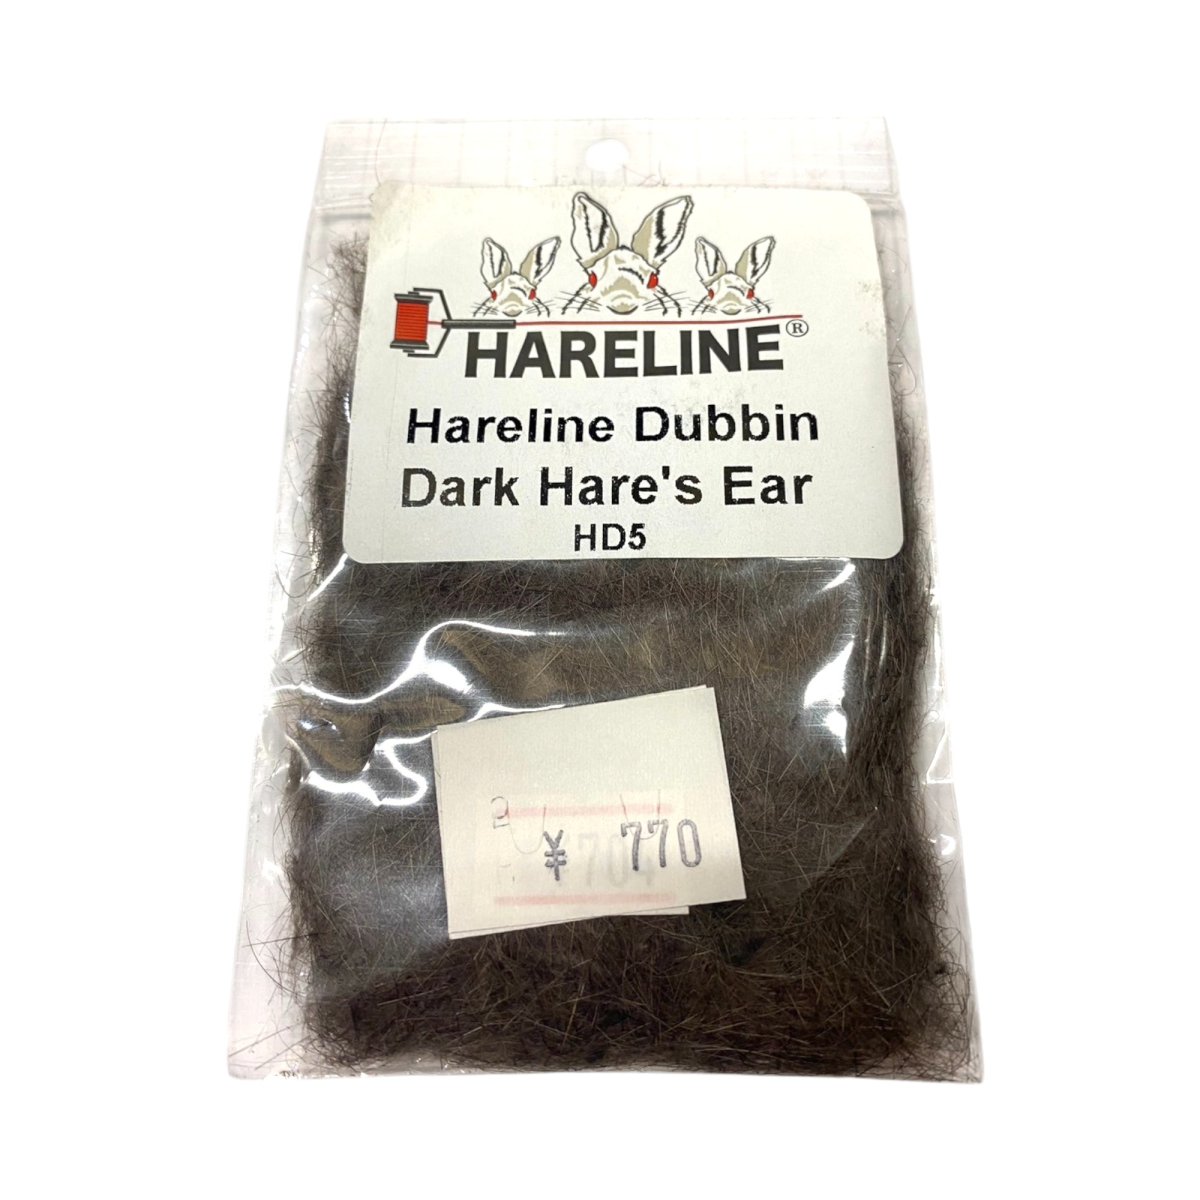 HARELINE®
Hareline Dubbin
Dark Hare's Ear
HD5
¥ 770